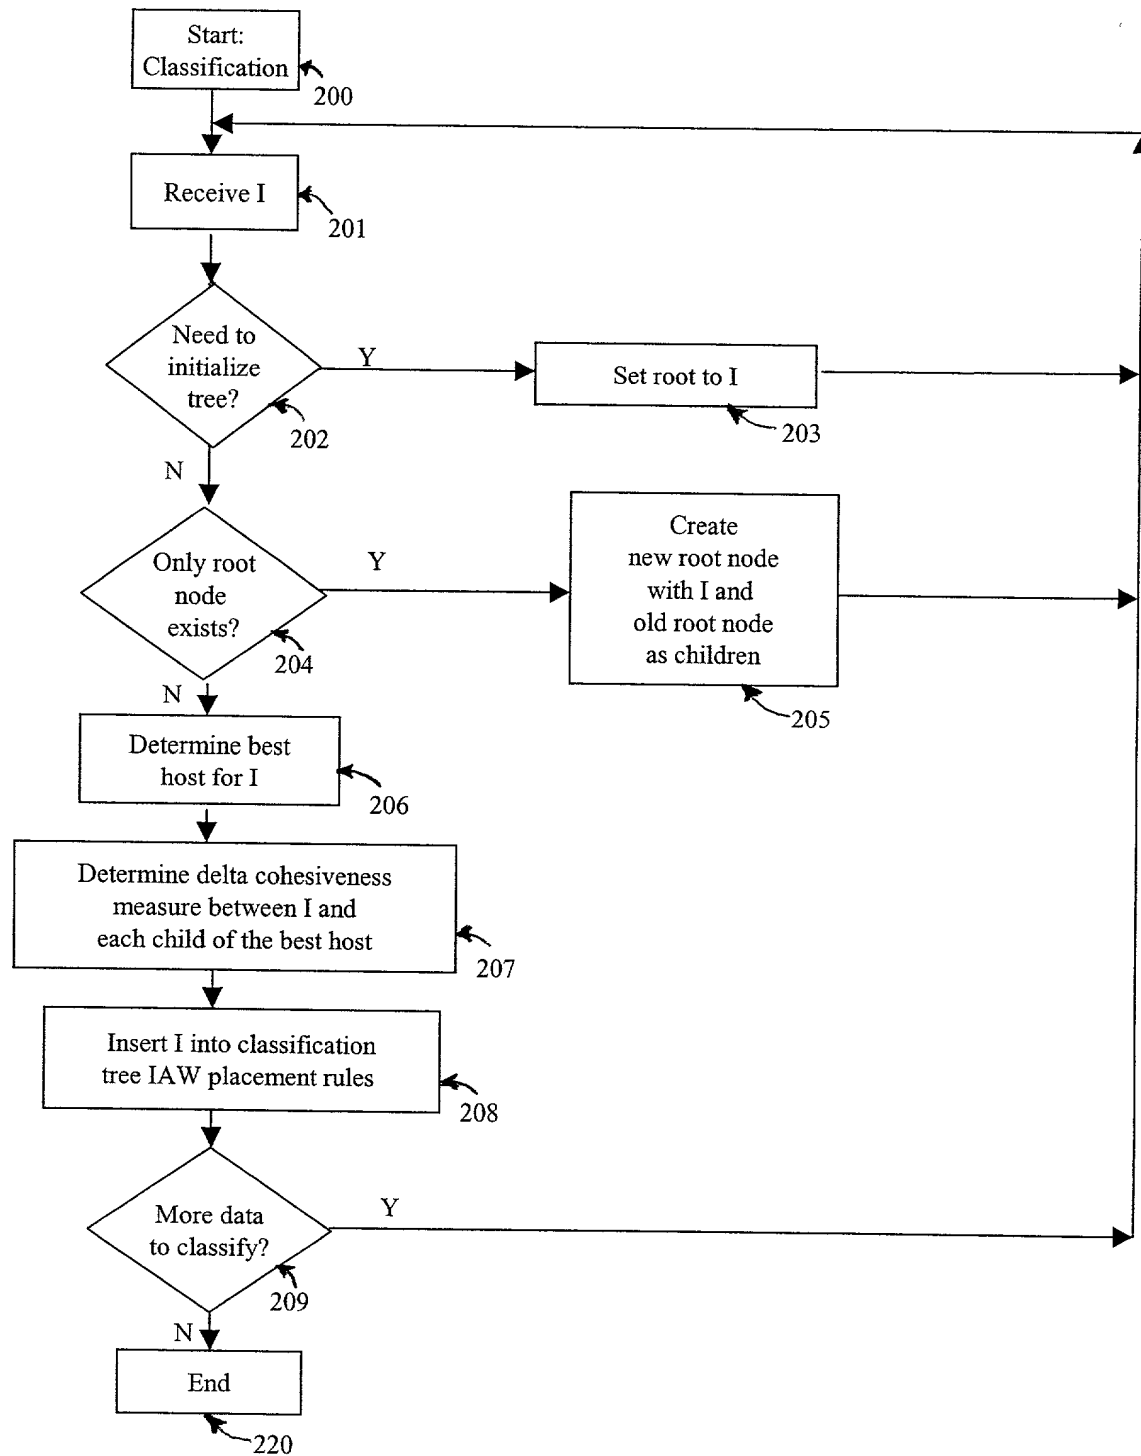 Start:
Classification
200
Receive I
201
Need to
initialize
tree?
202
Y
Set root to I
203
N
Only root
node
exists?
204
Y
Create
new root node
with I and
old root node
as children
205
N
Determine best
host for I
206
Determine delta cohesiveness
measure between I and
each child of the best host
207
Insert I into classification
tree IAW placement rules
208
More data
to classify?
209
Y
N
End
220